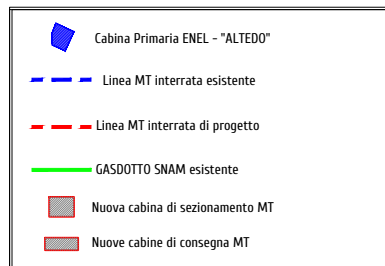 Cabina Primaria ENEL - "ALTEDO"
Linea MT interrata esistente
Linea MT interrata di progetto
GASDOTTO SNAM esistente
Nuova cabina di sezionamento MT
Nuove cabine di consegna MT